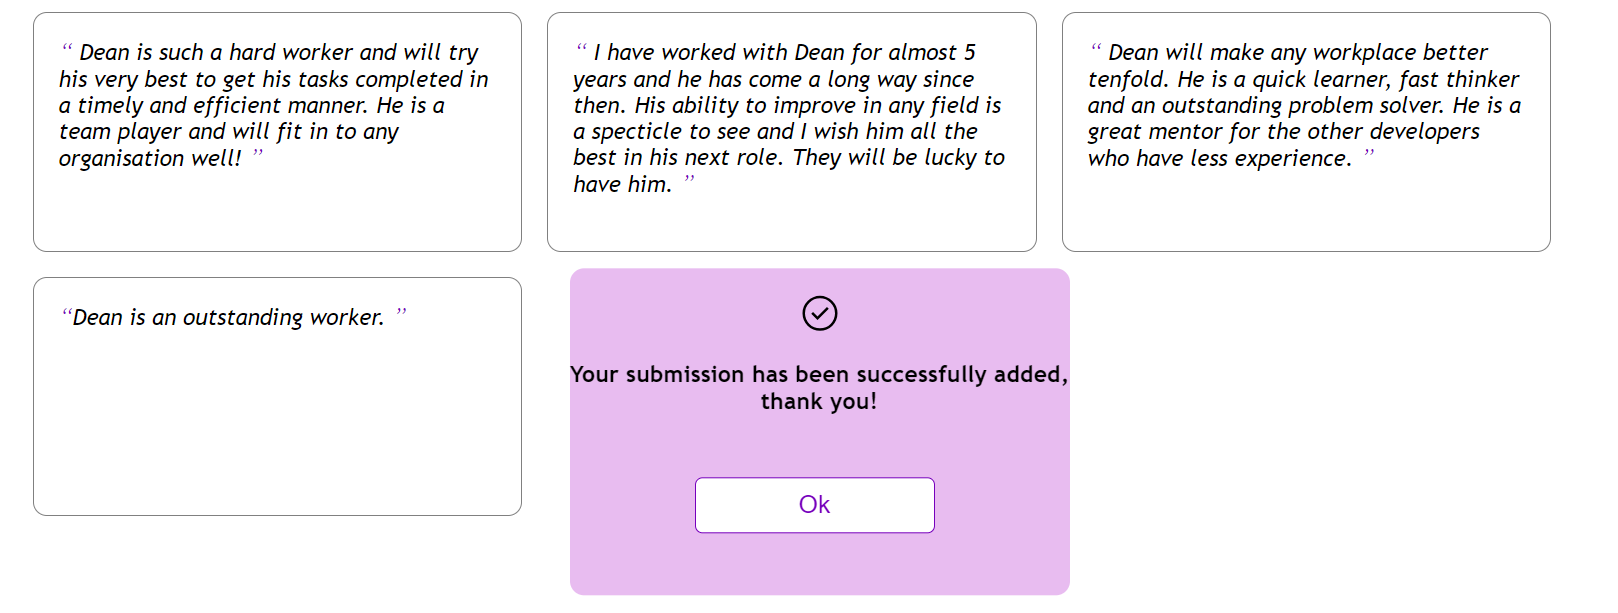 “ Dean is such a hard worker and will try
his very best to get his tasks completed in
a timely and efficient manner. He is a
team player and will fit in to any
organisation well! ”
“ I have worked with Dean for almost 5
years and he has come a long way since
then. His ability to improve in any field is
a specticle to see and I wish him all the
best in his next role. They will be lucky to
have him. ”
“ Dean will make any workplace better
tenfold. He is a quick learner, fast thinker
and an outstanding problem solver. He is a
great mentor for the other developers
who have less experience. ”
“Dean is an outstanding worker. ”
Your submission has been successfully added,
thank you!
Ok